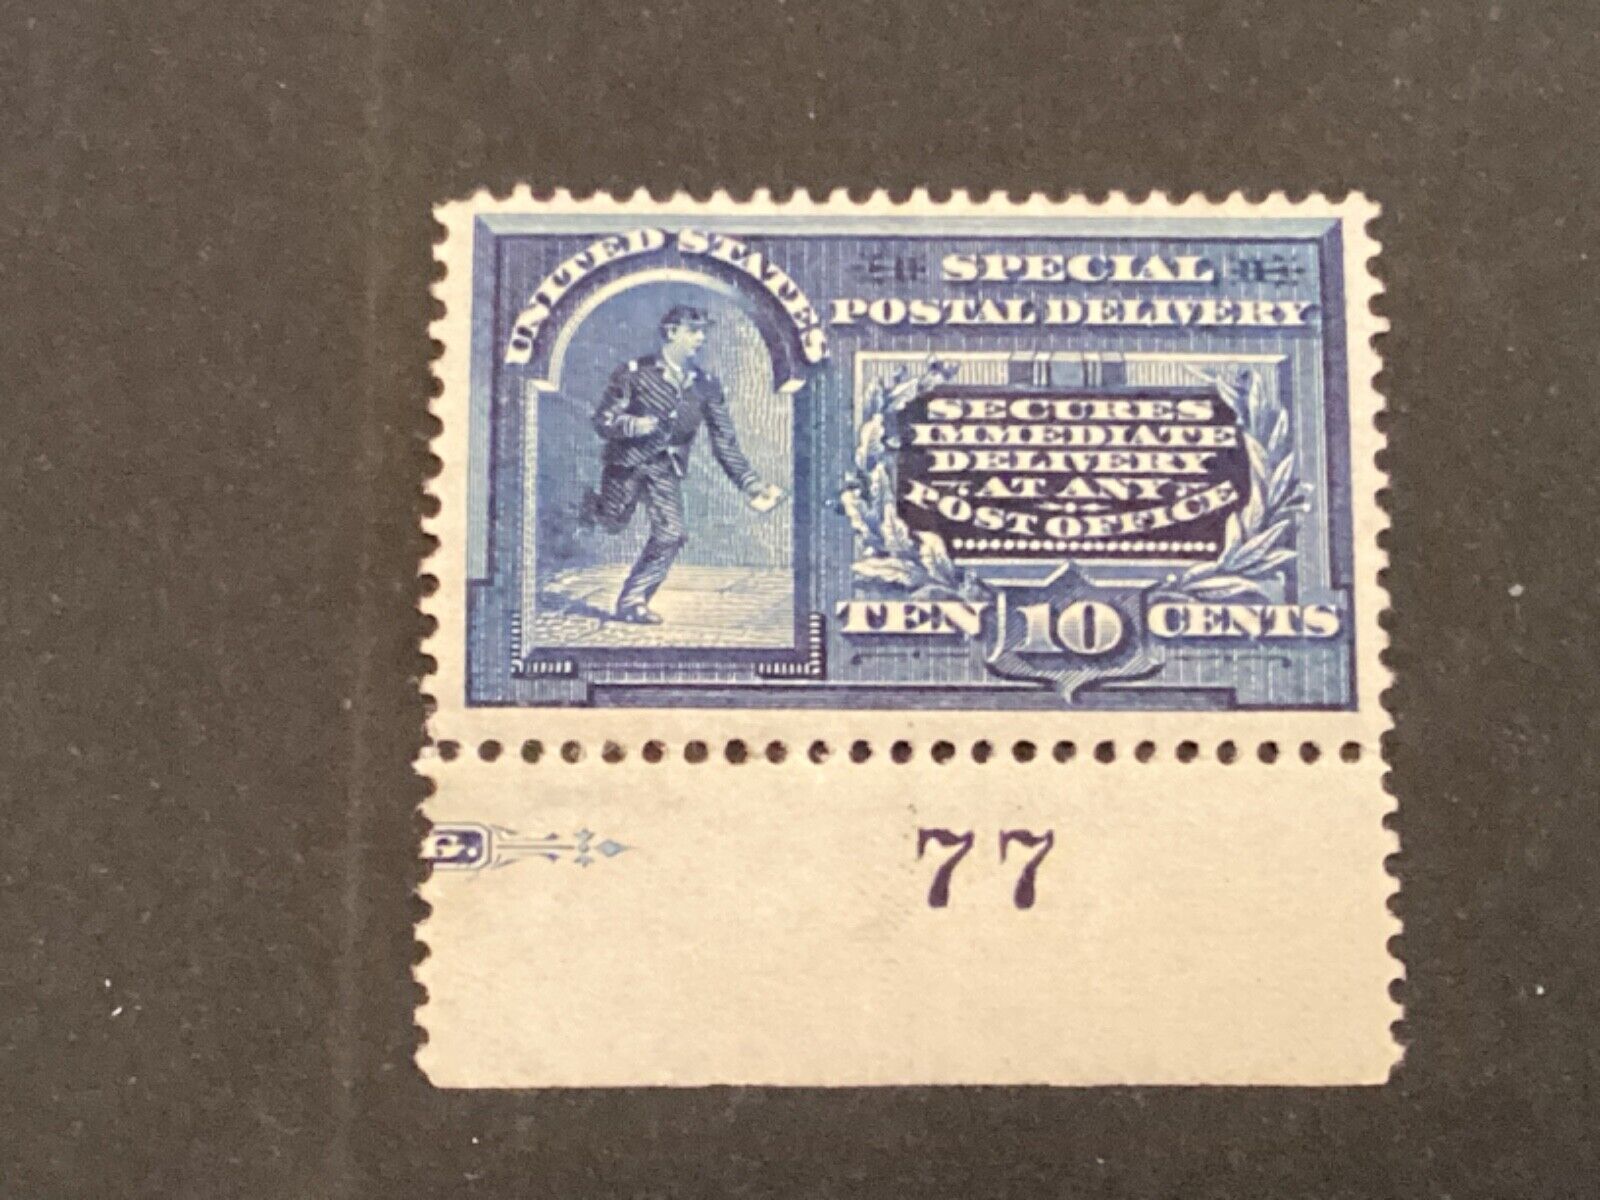 UNITED STATES
SPECIAL
POSTAL DELIVERY
SECURES
IMMEDIATE
DELIVERY
AT ANY
POST OFFICE
TEN 10 CENTS
E.
77